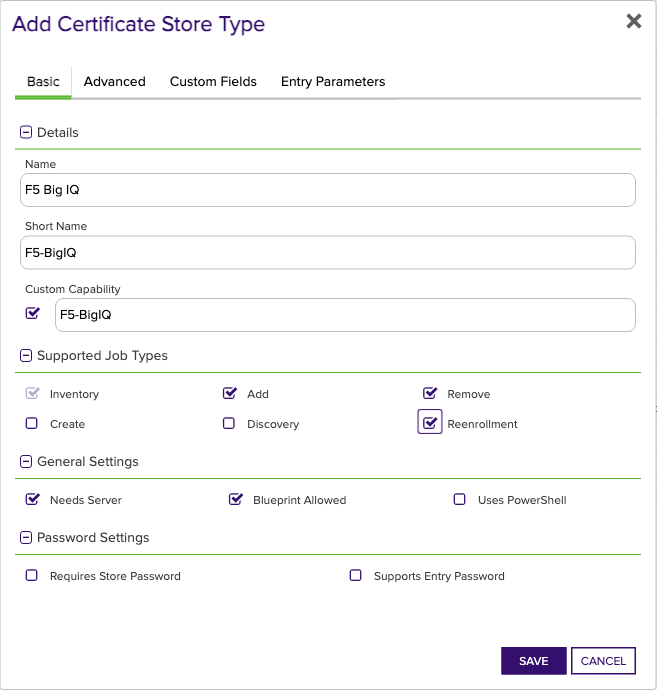 Add Certificate Store Type
Basic Advanced Custom Fields Entry Parameters
Details
Name
F5 Big IQ
Short Name
F5-BigIQ
Custom Capability
F5-BigIQ
Supported Job Types
Inventory Add Remove
Create Discovery Reenrollment
General Settings
Needs Server Blueprint Allowed Uses PowerShell
Password Settings
Requires Store Password Supports Entry Password
SAVE CANCEL